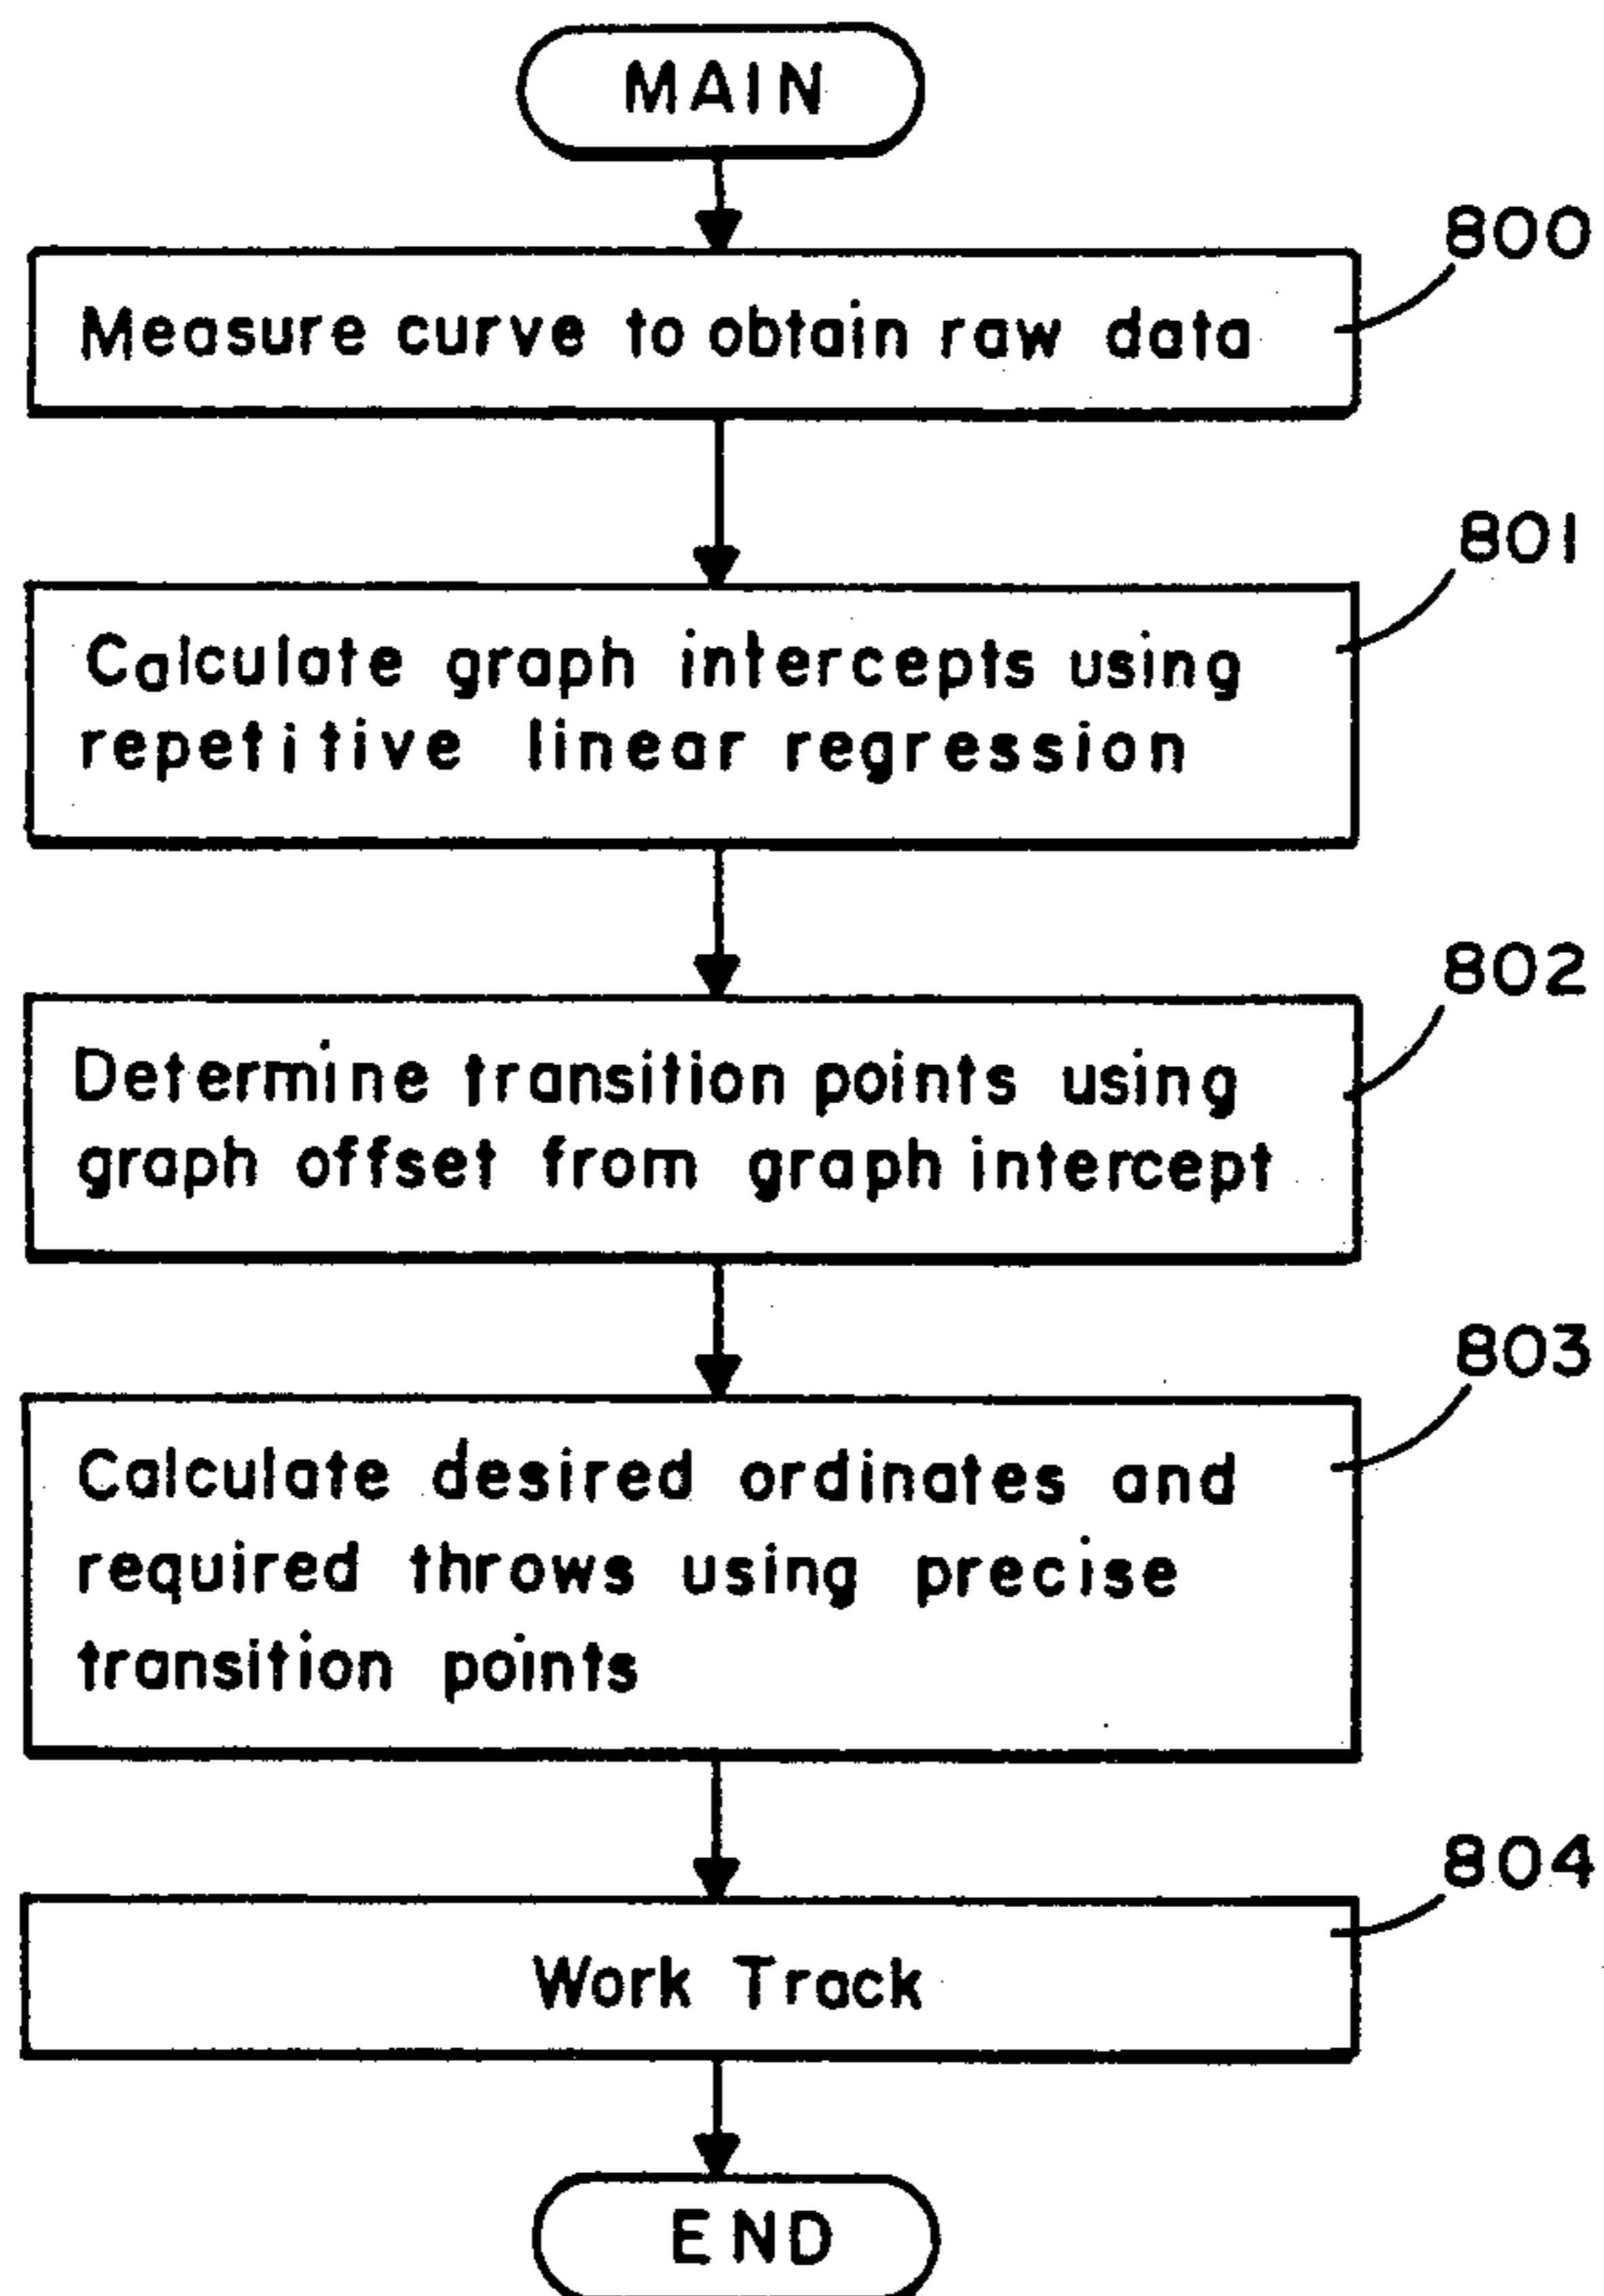 MAIN
800
Measure curve to obtain raw data
801
Calculate graph intercepts using
repetitive linear regression
802
Determine transition points using
graph offset from graph intercept
803
Calculate desired ordinates and
required throws using precise
transition points
804
Work Track
END